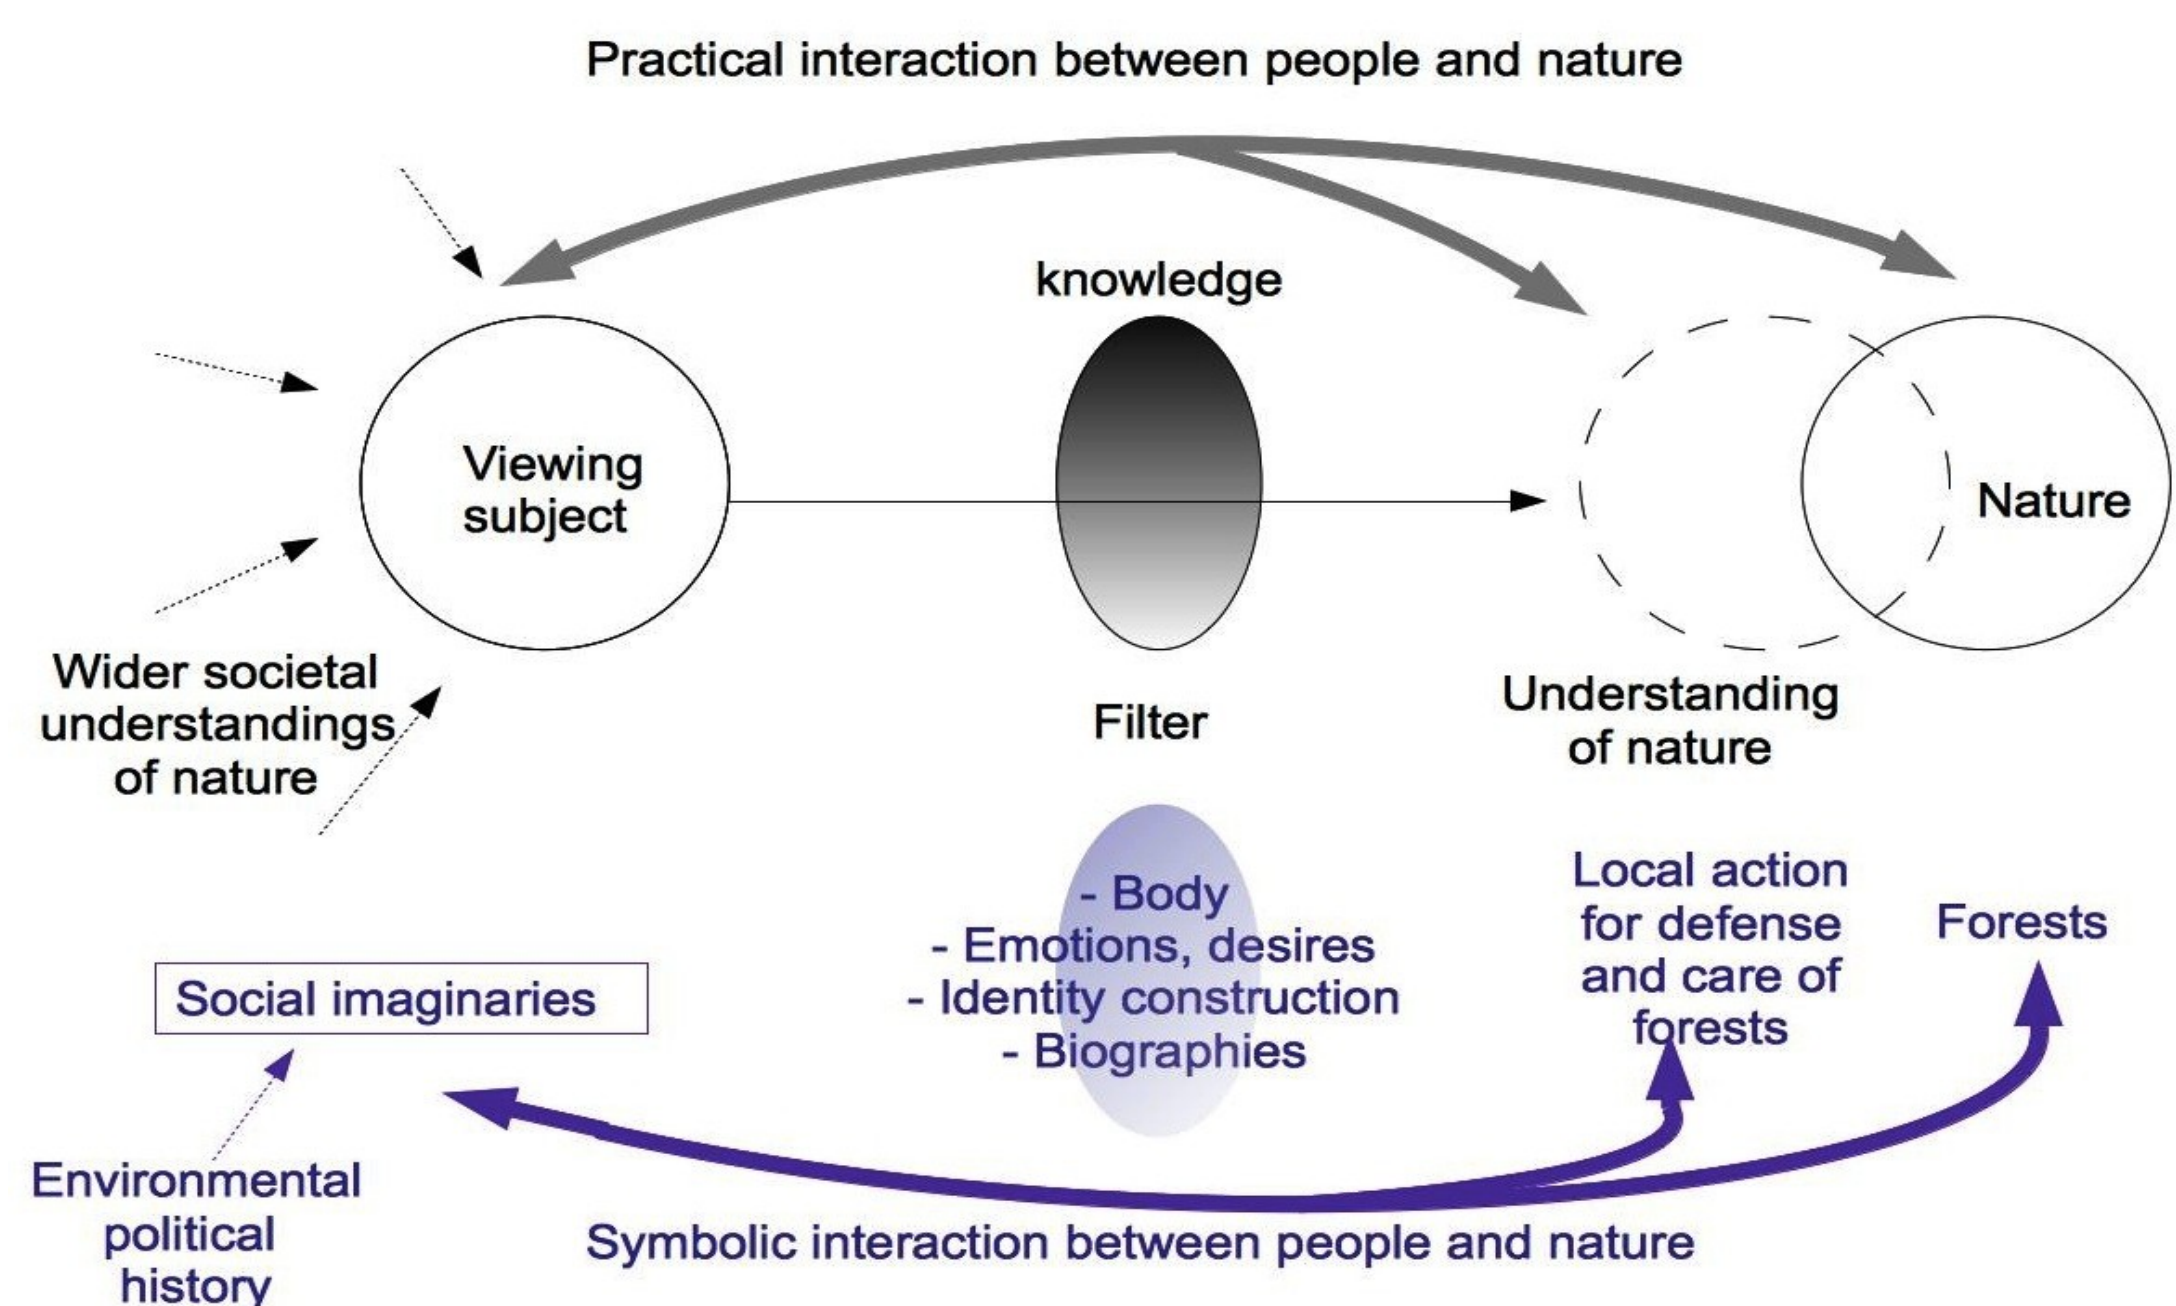 Practical interaction between people and nature
knowledge
Viewing
subject
Nature
Wider societal
understandings
of nature
Filter
Understanding
of nature
- Body
- Emotions, desires
- Identity construction
- Biographies
Local action
for defense
and care of
forests
Forests
Social imaginaries
Environmental
political
history
Symbolic interaction between people and nature